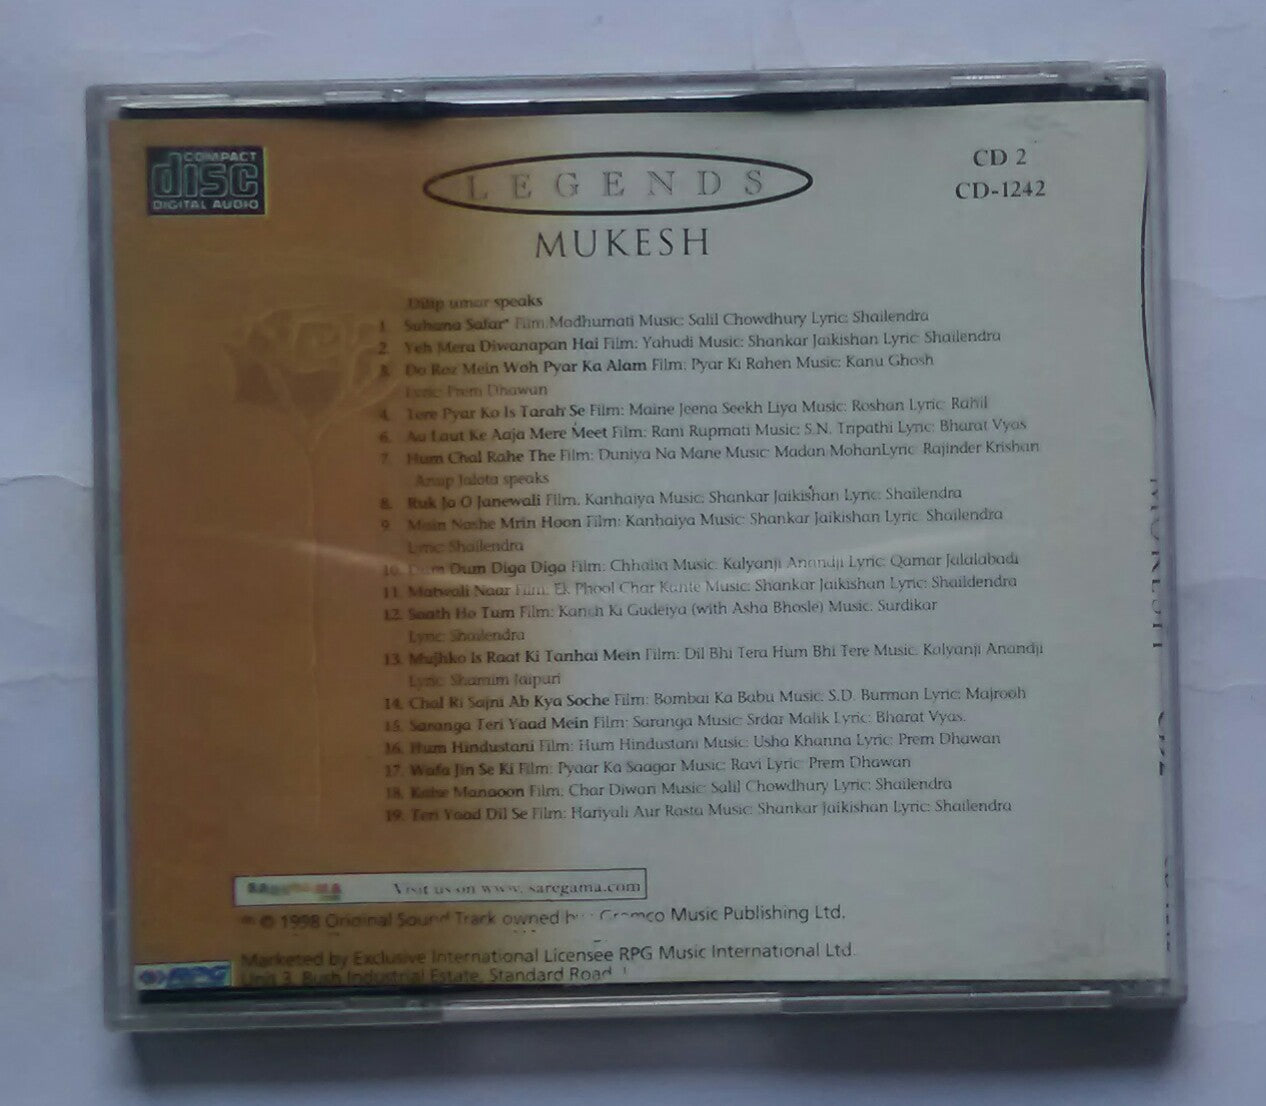 COMPACT
disc
DIGITAL AUDIO
LEGENDS
CD 2
CD-1242
MUKESH
Dilip umar speaks
1. Suhana Safar* Film Madhumati Music: Salil Chowdhury Lyric: Shailendra
2. Yeh Mera Diwanapan Hai Film: Yahudi Music: Shankar Jaikishan Lyric: Shailendra
3. Do Roz Mein Woh Pyar Ka Alam Film: Pyar Ki Rahen Music: Kanu Ghosh
Lyric: Prem Dhawan
4. Tere Pyar Ko Is Tarah Se Film: Maine Jeena Seekh Liya Music: Roshan Lyric: Rahil
6. Aa Laut Ke Aaja Mere Meet Film: Rani Rupmati Music: S.N. Tripathi Lyric: Bharat Vyas
7. Hum Chal Rahe The Film: Duniya Na Mane Music: Madan MohanLyric: Rajinder Krishan
Anup Jalota speaks
8. Ruk Ja O Janewali Film. Kanhaiya Music: Shankar Jaikishan Lyric: Shailendra
9. Main Nashe Mrin Hoon Film: Kanhaiya Music: Shankar Jaikishan Lyric: Shailendra
Lyric: Shailendra
10. Dum Dum Diga Diga Film: Chhalia Music: Kalyanji Anandji Lyric: Qamar Jalalabadi
11. Matwali Naar Film: Ek Phool Char Kante Music: Shankar Jaikishan Lyric: Shaildendra
12. Saath Ho Tum Film: Kanch Ki Gudeiya (with Asha Bhosle) Music: Surdikar
Lyric: Shailendra
13. Mujhko Is Raat Ki Tanhai Mein Film: Dil Bhi Tera Hum Bhi Tere Music: Kalyanji Anandji
Lyric: Shamim Jaipuri
14. Chal Ri Sajni Ab Kya Soche Film: Bombai Ka Babu Music: S.D. Burman Lyric: Majrooh
15. Saranga Teri Yaad Mein Film: Saranga Music: Srdar Malik Lyric: Bharat Vyas.
16. Hum Hindustani Film: Hum Hindustani Music: Usha Khanna Lyric: Prem Dhawan
17. Wafa Jin Se Ki Film: Pyaar Ka Saagar Music: Ravi Lyric: Prem Dhawan
18. Kahe Manaoon Film: Char Diwari Music: Salil Chowdhury Lyric: Shailendra
19. Teri Yaad Dil Se Film: Hariyali Aur Rasta Music: Shankar Jaikishan Lyric: Shailendra
SAREGAMA Visit us on www. saregama.com
© 1998 Original Sound Track owned by Gramco Music Publishing Ltd.
Marketed by Exclusive International Licensee RPG Music International Ltd.
RPG Unit 3, Bush Industrial Estate, Standard Road
MUKESH